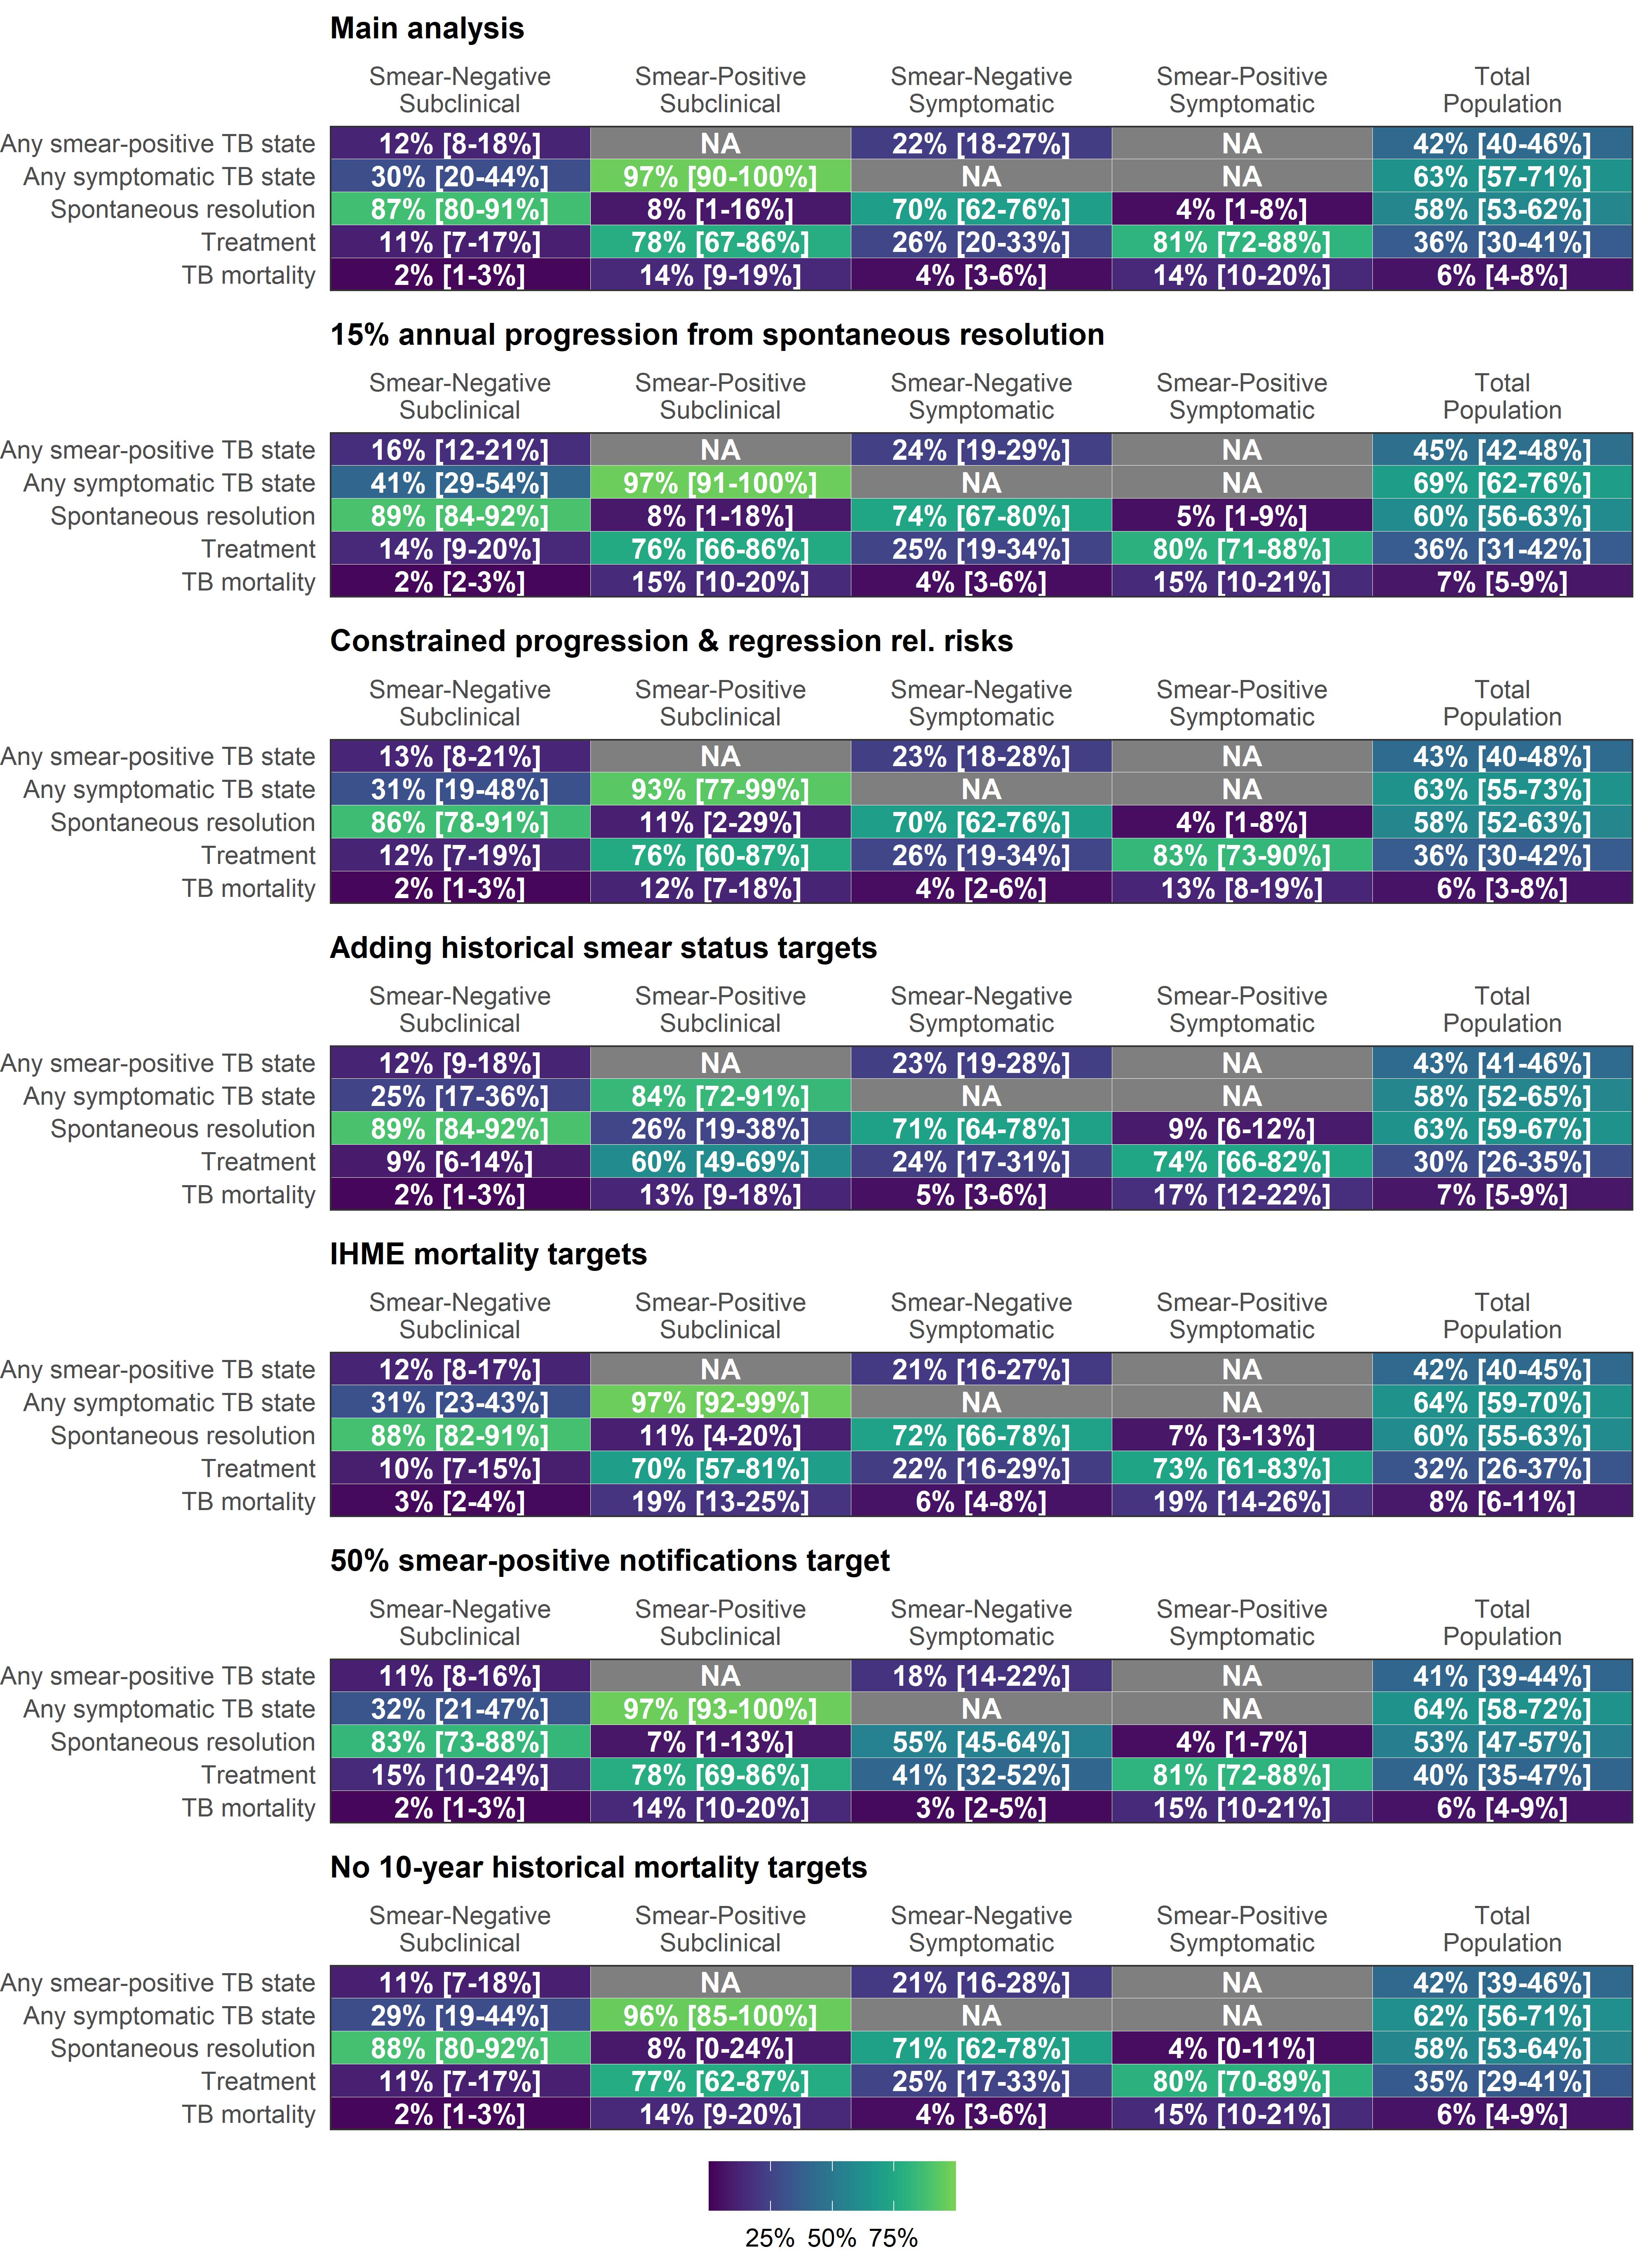 Main analysis
Smear-Negative Smear-Positive Smear-Negative Smear-Positive Total
Subclinical Subclinical Symptomatic Symptomatic Population
Any smear-positive TB state 12% [8-18%] NA 22% [18-27%] NA 42% [40-46%]
Any symptomatic TB state 30% [20-44%] 97% [90-100%] NA NA 63% [57-71%]
Spontaneous resolution 87% [80-91%] 8% [1-16%] 70% [62-76%] 4% [1-8%] 58% [53-62%]
Treatment 11% [7-17%] 78% [67-86%] 26% [20-33%] 81% [72-88%] 36% [30-41%]
TB mortality 2% [1-3%] 14% [9-19%] 4% [3-6%] 14% [10-20%] 6% [4-8%]
15% annual progression from spontaneous resolution
Smear-Negative Smear-Positive Smear-Negative Smear-Positive Total
Subclinical Subclinical Symptomatic Symptomatic Population
Any smear-positive TB state 16% [12-21%] NA 24% [19-29%] NA 45% [42-48%]
Any symptomatic TB state 41% [29-54%] 97% [91-100%] NA NA 69% [62-76%]
Spontaneous resolution 89% [84-92%] 8% [1-18%] 74% [67-80%] 5% [1-9%] 60% [56-63%]
Treatment 14% [9-20%] 76% [66-86%] 25% [19-34%] 80% [71-88%] 36% [31-42%]
TB mortality 2% [2-3%] 15% [10-20%] 4% [3-6%] 15% [10-21%] 7% [5-9%]
Constrained progression & regression rel. risks
Smear-Negative Smear-Positive Smear-Negative Smear-Positive Total
Subclinical Subclinical Symptomatic Symptomatic Population
Any smear-positive TB state 13% [8-21%] NA 23% [18-28%] NA 43% [40-48%]
Any symptomatic TB state 31% [19-48%] 93% [77-99%] NA NA 63% [55-73%]
Spontaneous resolution 86% [78-91%] 11% [2-29%] 70% [62-76%] 4% [1-8%] 58% [52-63%]
Treatment 12% [7-19%] 76% [60-87%] 26% [19-34%] 83% [73-90%] 36% [30-42%]
TB mortality 2% [1-3%] 12% [7-18%] 4% [2-6%] 13% [8-19%] 6% [3-8%]
Adding historical smear status targets
Smear-Negative Smear-Positive Smear-Negative Smear-Positive Total
Subclinical Subclinical Symptomatic Symptomatic Population
Any smear-positive TB state 12% [9-18%] NA 23% [19-28%] NA 43% [41-46%]
Any symptomatic TB state 25% [17-36%] 84% [72-91%] NA NA 58% [52-65%]
Spontaneous resolution 89% [84-92%] 26% [19-38%] 71% [64-78%] 9% [6-12%] 63% [59-67%]
Treatment 9% [6-14%] 60% [49-69%] 24% [17-31%] 74% [66-82%] 30% [26-35%]
TB mortality 2% [1-3%] 13% [9-18%] 5% [3-6%] 17% [12-22%] 7% [5-9%]
IHME mortality targets
Smear-Negative Smear-Positive Smear-Negative Smear-Positive Total
Subclinical Subclinical Symptomatic Symptomatic Population
Any smear-positive TB state 12% [8-17%] NA 21% [16-27%] NA 42% [40-45%]
Any symptomatic TB state 31% [23-43%] 97% [92-99%] NA NA 64% [59-70%]
Spontaneous resolution 88% [82-91%] 11% [4-20%] 72% [66-78%] 7% [3-13%] 60% [55-63%]
Treatment 10% [7-15%] 70% [57-81%] 22% [16-29%] 73% [61-83%] 32% [26-37%]
TB mortality 3% [2-4%] 19% [13-25%] 6% [4-8%] 19% [14-26%] 8% [6-11%]
50% smear-positive notifications target
Smear-Negative Smear-Positive Smear-Negative Smear-Positive Total
Subclinical Subclinical Symptomatic Symptomatic Population
Any smear-positive TB state 11% [8-16%] NA 18% [14-22%] NA 41% [39-44%]
Any symptomatic TB state 32% [21-47%] 97% [93-100%] NA NA 64% [58-72%]
Spontaneous resolution 83% [73-88%] 7% [1-13%] 55% [45-64%] 4% [1-7%] 53% [47-57%]
Treatment 15% [10-24%] 78% [69-86%] 41% [32-52%] 81% [72-88%] 40% [35-47%]
TB mortality 2% [1-3%] 14% [10-20%] 3% [2-5%] 15% [10-21%] 6% [4-9%]
No 10-year historical mortality targets
Smear-Negative Smear-Positive Smear-Negative Smear-Positive Total
Subclinical Subclinical Symptomatic Symptomatic Population
Any smear-positive TB state 11% [7-18%] NA 21% [16-28%] NA 42% [39-46%]
Any symptomatic TB state 29% [19-44%] 96% [85-100%] NA NA 62% [56-71%]
Spontaneous resolution 88% [80-92%] 8% [0-24%] 71% [62-78%] 4% [0-11%] 58% [53-64%]
Treatment 11% [7-17%] 77% [62-87%] 25% [17-33%] 80% [70-89%] 35% [29-41%]
TB mortality 2% [1-3%] 14% [9-20%] 4% [3-6%] 15% [10-21%] 6% [4-9%]
25% 50% 75%